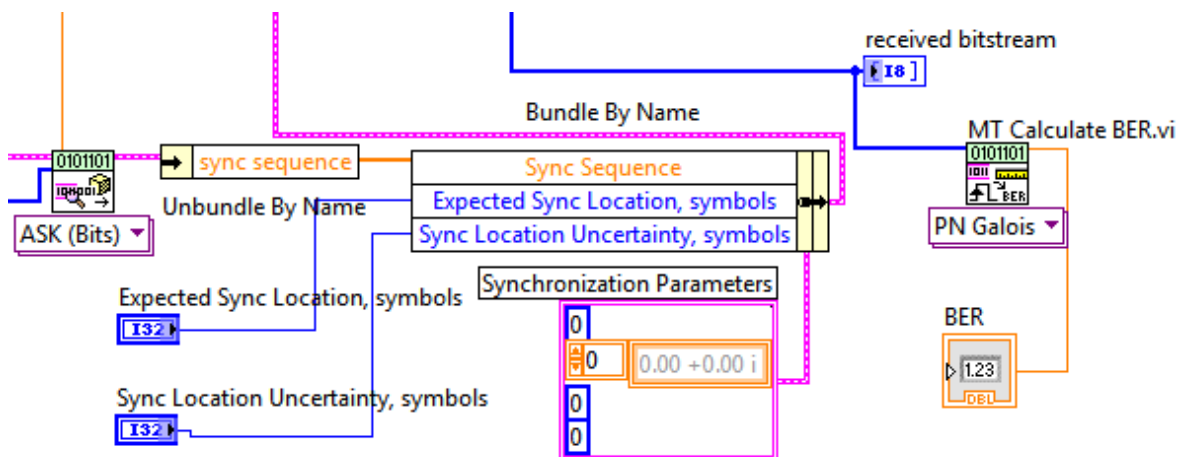 received bitstream
I8
Bundle By Name
MT Calculate BER.vi
0101101
sync sequence
Sync Sequence
0101101
1011
BER
Unbundle By Name
Expected Sync Location, symbols
ASK (Bits)
Sync Location Uncertainty, symbols
PN Galois
Synchronization Parameters
Expected Sync Location, symbols
I32
0
0
0.00 +0.00 i
BER
1.23
DBL
Sync Location Uncertainty, symbols
I32
0
0